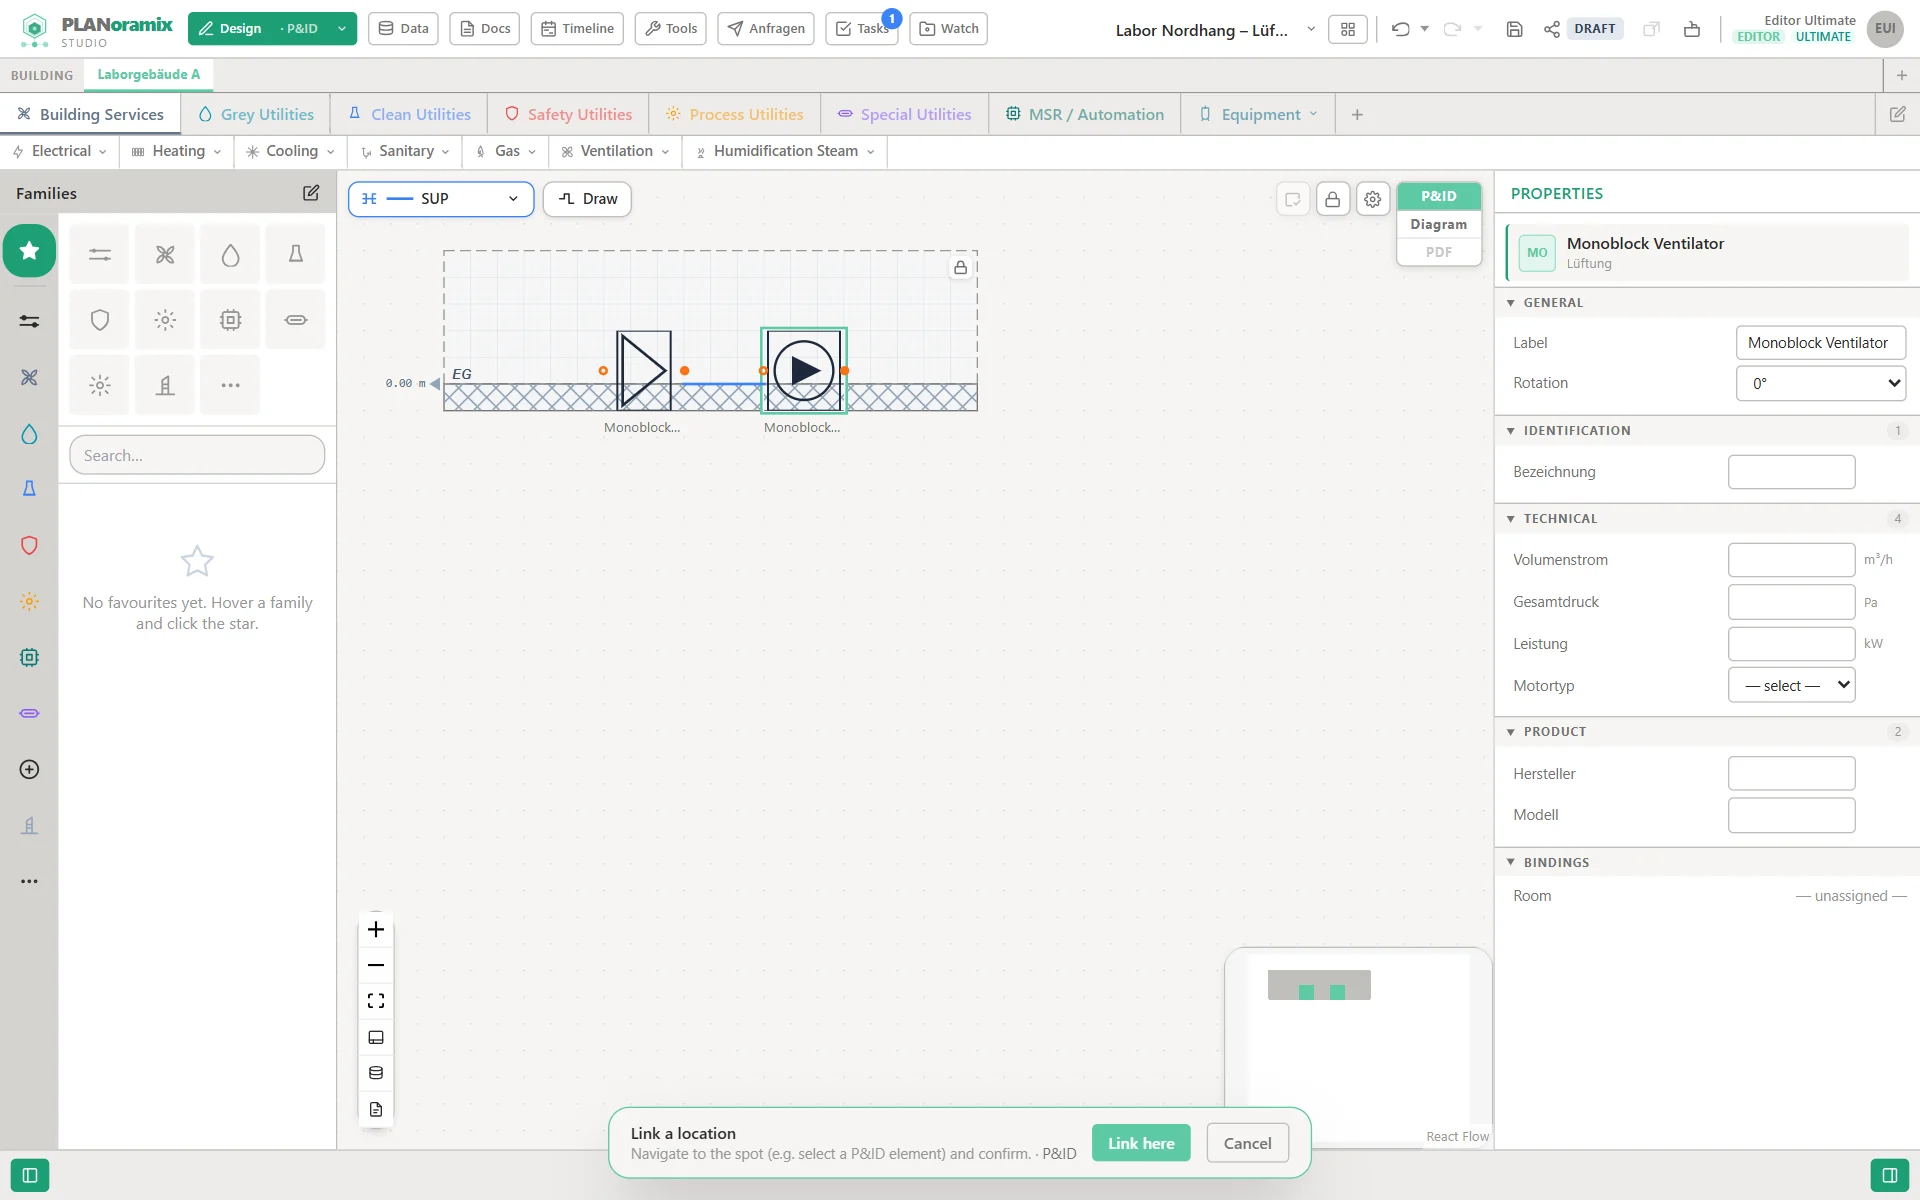 PLANoramix
STUDIO
Design · P&ID
Data
Docs
Timeline
Tools
Anfragen
Tasks
1
Watch
Labor Nordhang – Lüf...
DRAFT
Editor Ultimate
EDITOR ULTIMATE
EUI
BUILDING
Laborgebäude A
Building Services
Grey Utilities
Clean Utilities
Safety Utilities
Process Utilities
Special Utilities
MSR / Automation
Equipment
Electrical
Heating
Cooling
Sanitary
Gas
Ventilation
Humidification Steam
Families
Search...
No favourites yet. Hover a family
and click the star.
SUP
Draw
P&ID
Diagram
PDF
EG
0.00 m
Monoblock...
Monoblock...
React Flow
Link a location
Navigate to the spot (e.g. select a P&ID element) and confirm. · P&ID
Link here
Cancel
PROPERTIES
MO
Monoblock Ventilator
Lüftung
GENERAL
Label
Monoblock Ventilator
Rotation
0°
IDENTIFICATION
1
Bezeichnung
TECHNICAL
4
Volumenstrom
m³/h
Gesamtdruck
Pa
Leistung
kW
Motortyp
— select —
PRODUCT
2
Hersteller
Modell
BINDINGS
Room
— unassigned —